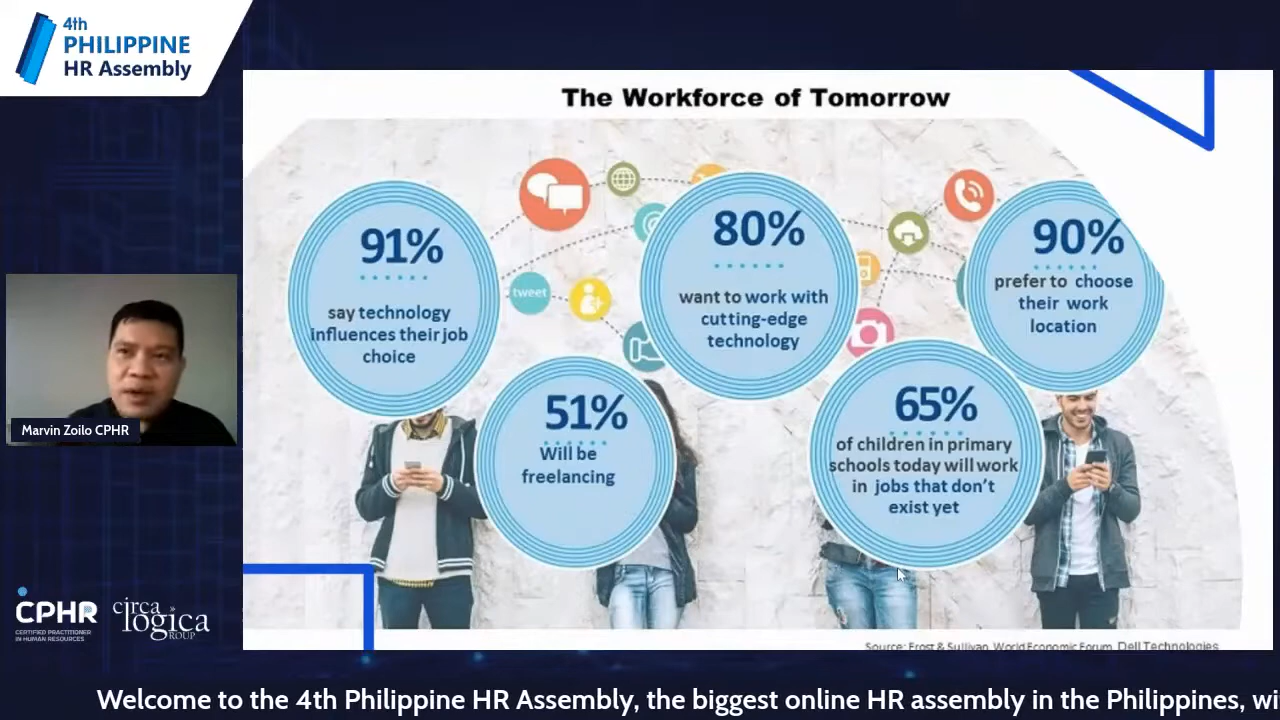 4th
PHILIPPINE
HR Assembly
The Workforce of Tomorrow
91%
say technology
influences their job
choice
tweet
51%
Will be
freelancing
80%
want to work with
cutting-edge
technology
65%
of children in primary
schools today will work
in jobs that don't
exist yet
90%
prefer to choose
their work
location
Source: Frost & Sullivan, World Economic Forum, Dell Technologies
Marvin Zoilo CPHR
CPHR
CERTIFIED PRACTITIONER
IN HUMAN RESOURCES
circa
logica
GROUP
Welcome to the 4th Philippine HR Assembly, the biggest online HR assembly in the Philippines, wi